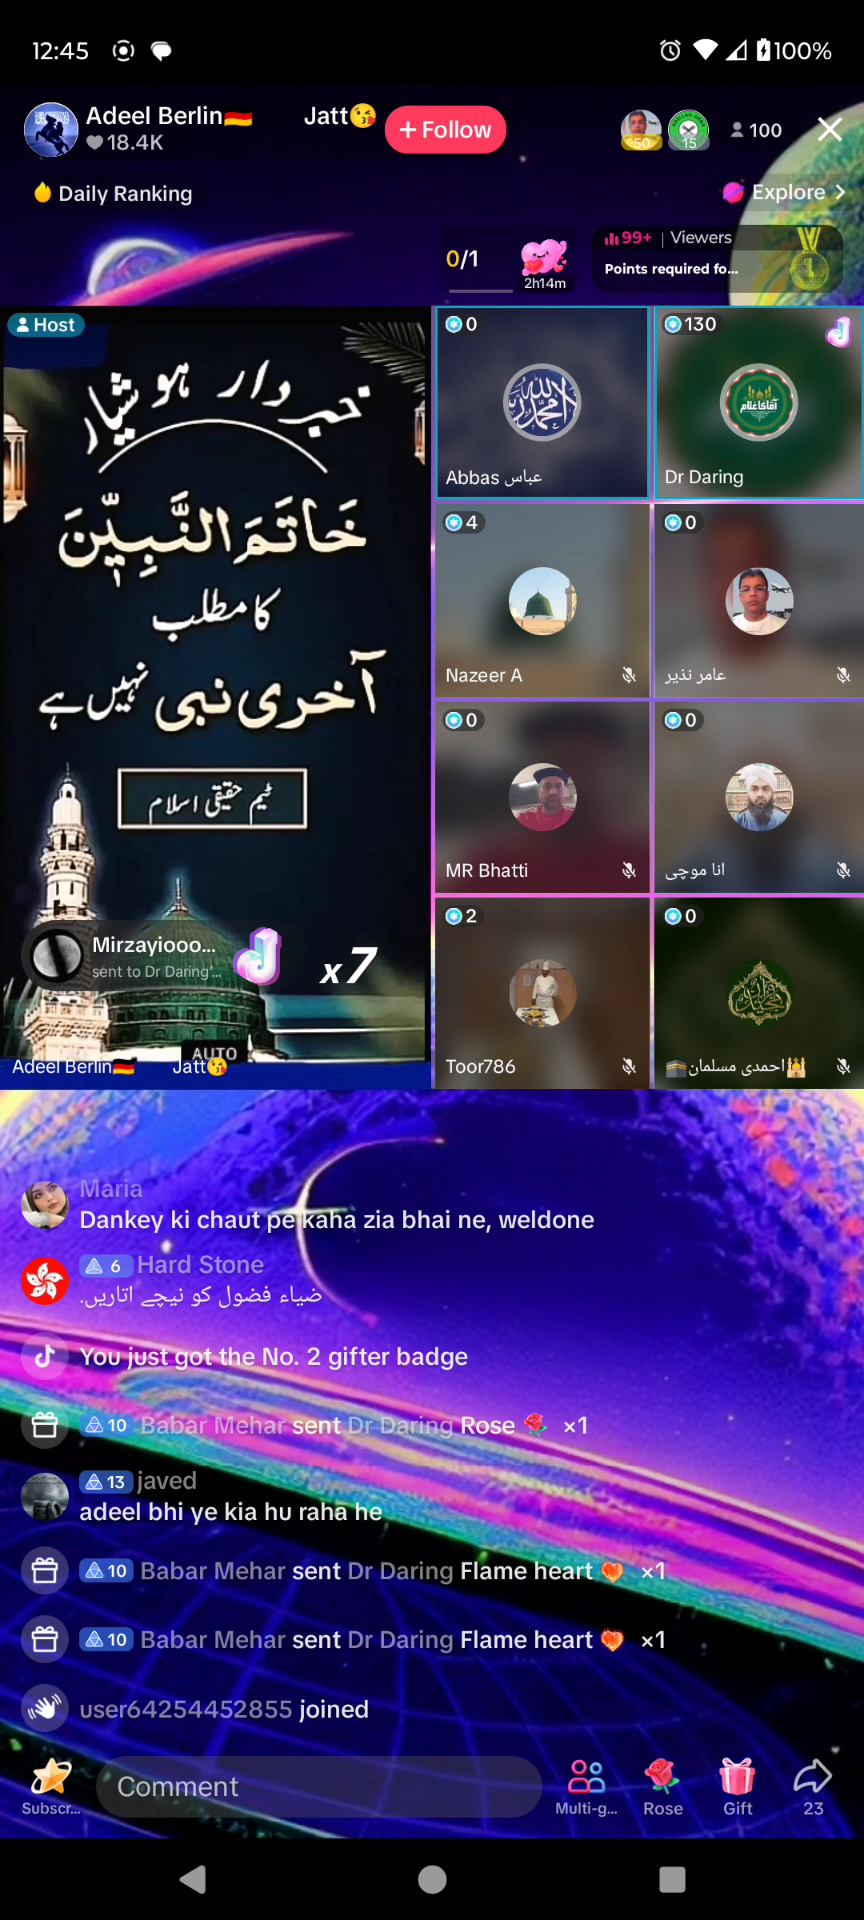 12:45
100%
Adeel Berlin🇩🇪 Jatt😘
18.4K
+ Follow
50
15
100
Daily Ranking
Explore
0/1
2h14m
99+ | Viewers
Points required fo...
Host
خبردار ہوشیار
خَاتَمَ النَّبِيِّنَ
کا مطلب
آخری نبی نہیں ہے
ٹیم حقیقی اسلام
Mirzayiooo...
sent to Dr Daring'...
x7
AUTO
Adeel Berlin🇩🇪 Jatt😘
0
Abbas عباس
130
آقا کا غلام
Dr Daring
4
Nazeer A
0
عامر نذیر
0
MR Bhatti
0
انا موچی
2
Toor786
0
🕋احمدی مسلمان🕌
Maria
Dankey ki chaut pe kaha zia bhai ne, weldone
6 Hard Stone
ضیاء فضول کو نیچے اتاریں.
You just got the No. 2 gifter badge
10 Babar Mehar sent Dr Daring Rose 🌹 ×1
13 javed
adeel bhi ye kia hu raha he
10 Babar Mehar sent Dr Daring Flame heart ×1
10 Babar Mehar sent Dr Daring Flame heart ×1
user64254452855 joined
Subscr...
Comment
Multi-g...
Rose
Gift
23